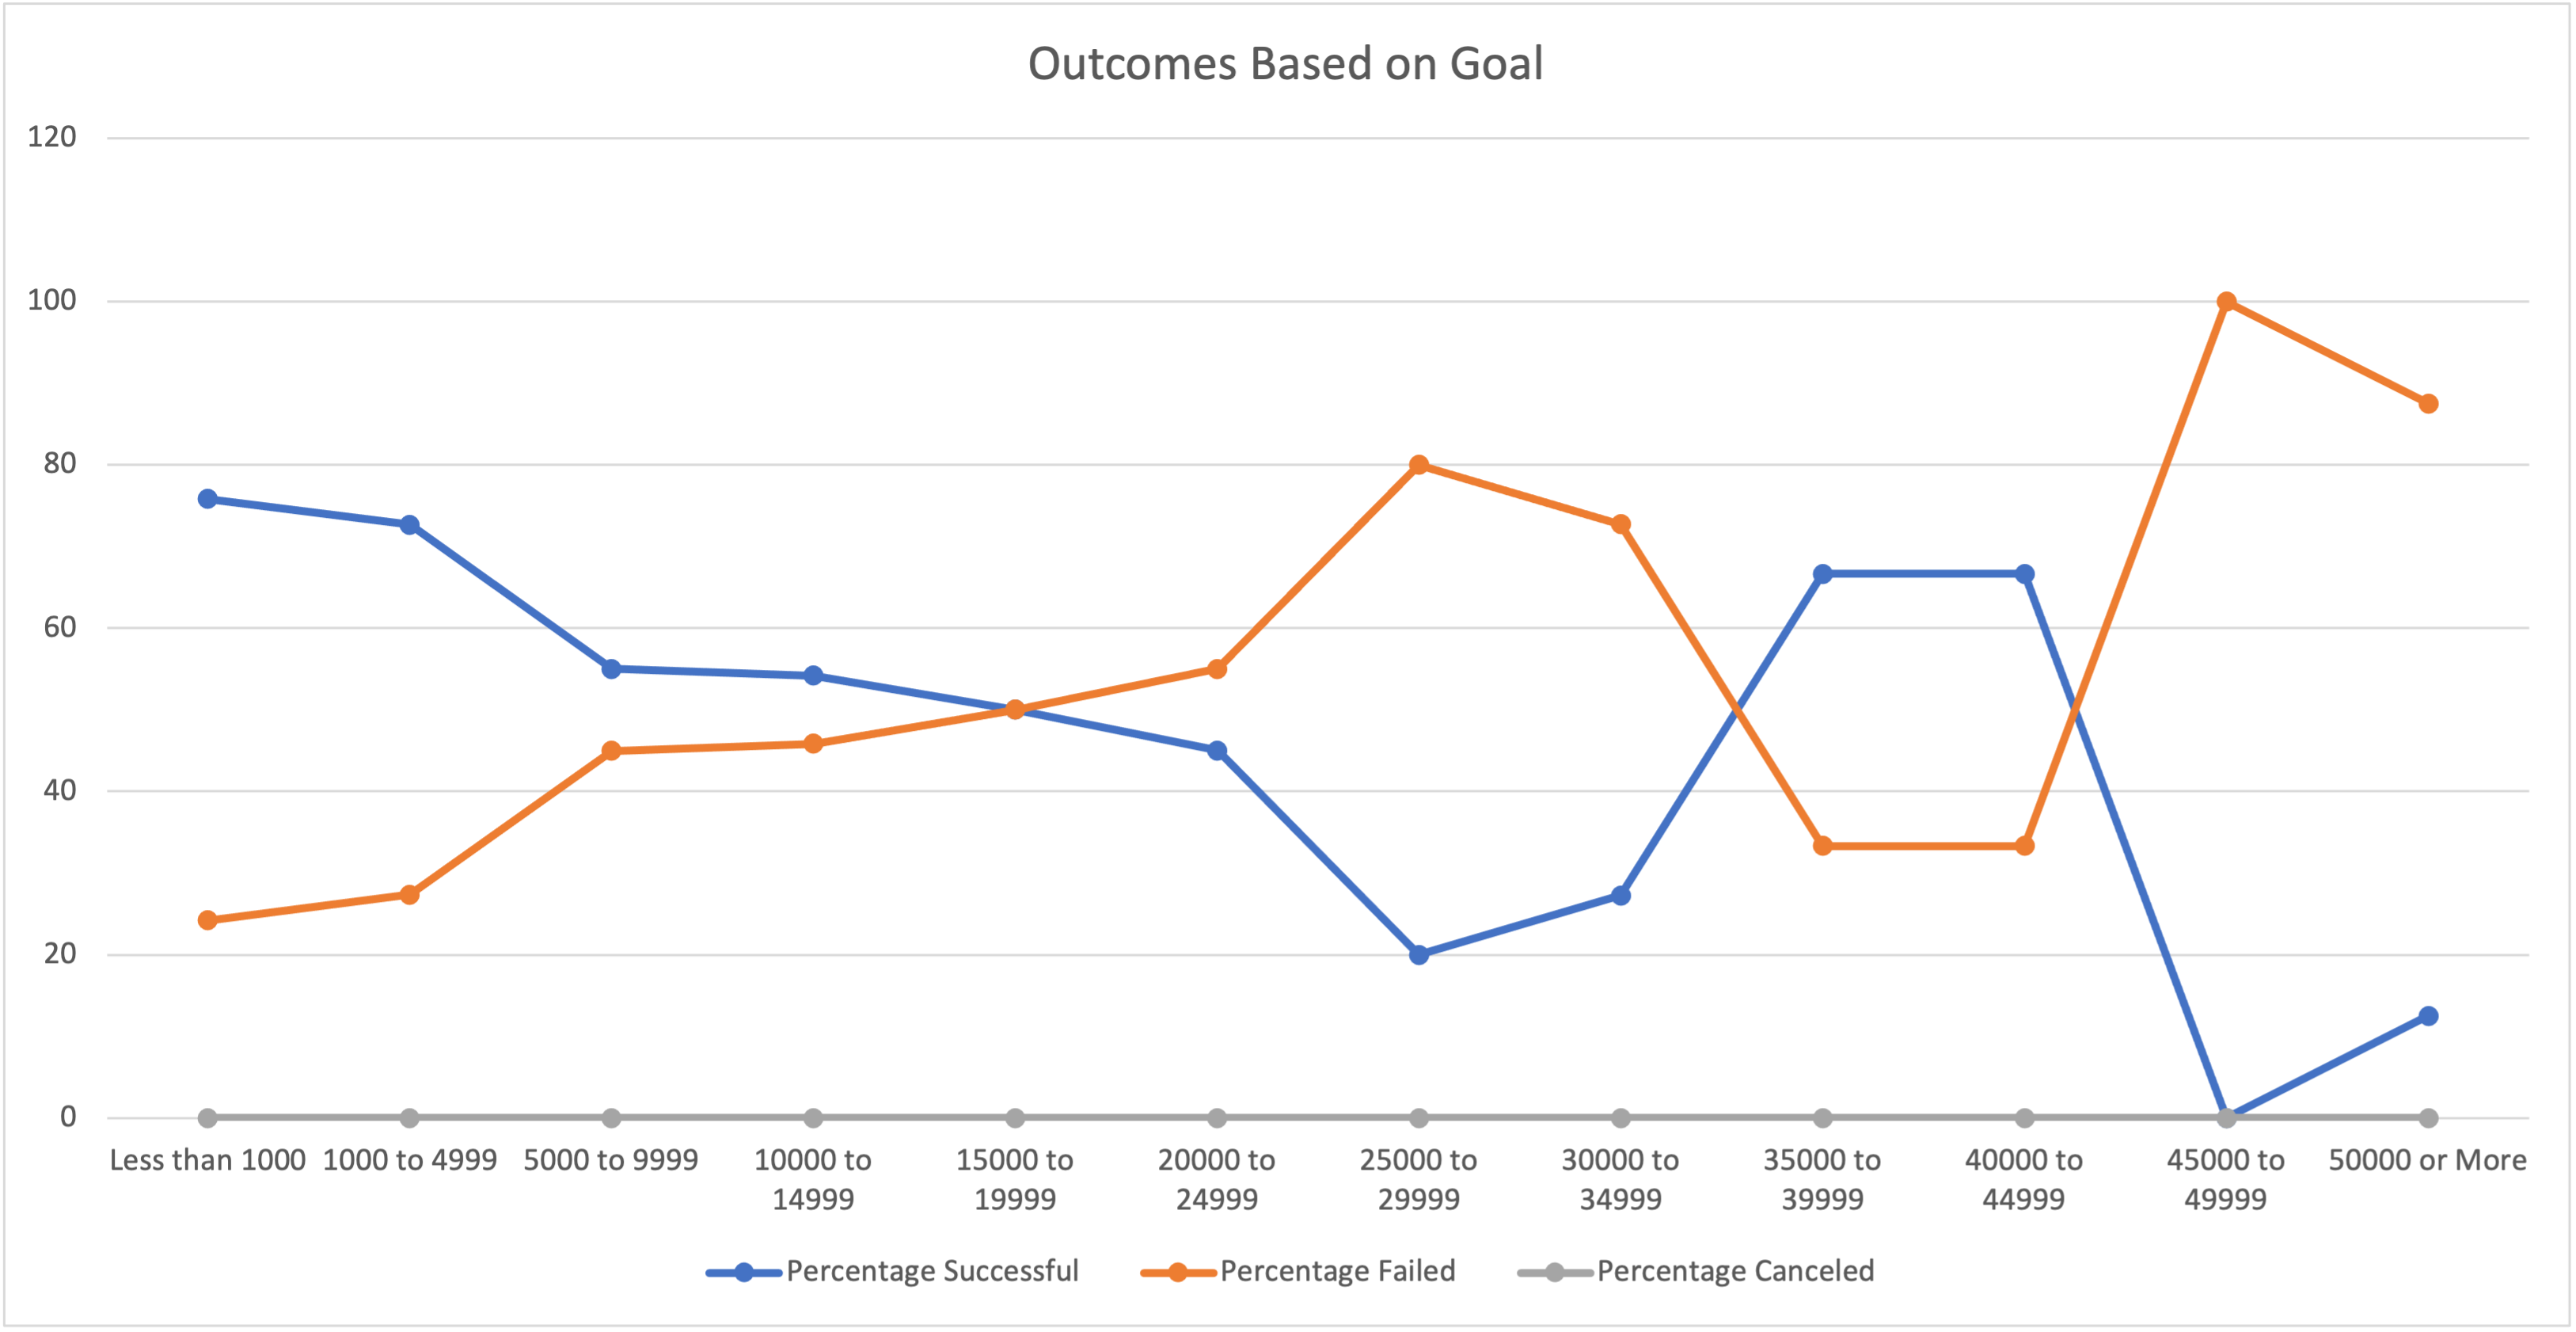 Outcomes Based on Goal
120
100
80
60
40
20
0
Less than 1000 1000 to 4999 5000 to 9999 10000 to 15000 to 20000 to 25000 to 30000 to 35000 to 40000 to 45000 to 50000 or More
14999 19999 24999 29999 34999 39999 44999 49999
Percentage Successful Percentage Failed Percentage Canceled